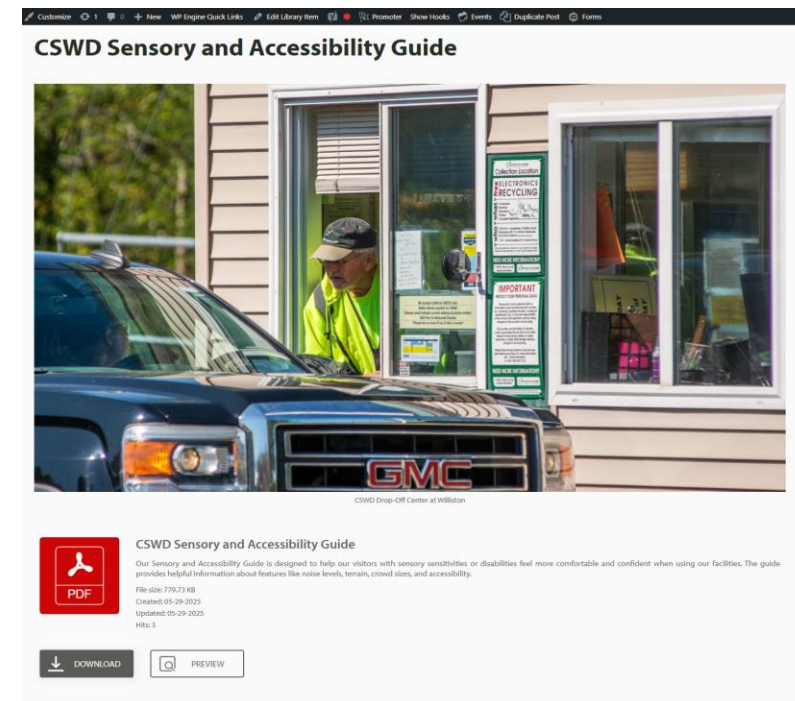 Customize 1 0 New WP Engine Quick Links Edit Library Item Promoter Show Hooks Events Duplicate Post Forms
CSWD Sensory and Accessibility Guide
Collection Location
free ELECTRONICS
RECYCLING
NEED MORE INFORMATION?
IMPORTANT
PROTECT YOUR PERSONAL DATA
NEED MORE INFORMATION?
GMC
CSWD Drop-Off Center at Williston
CSWD Sensory and Accessibility Guide
Our Sensory and Accessibility Guide is designed to help our visitors with sensory sensitivities or disabilities feel more comfortable and confident when using our facilities. The guide
provides helpful information about features like noise levels, terrain, crowd sizes, and accessibility.
PDF
File size: 779.73 KB
Created: 05-29-2025
Updated: 05-29-2025
Hits: 3
DOWNLOAD
PREVIEW